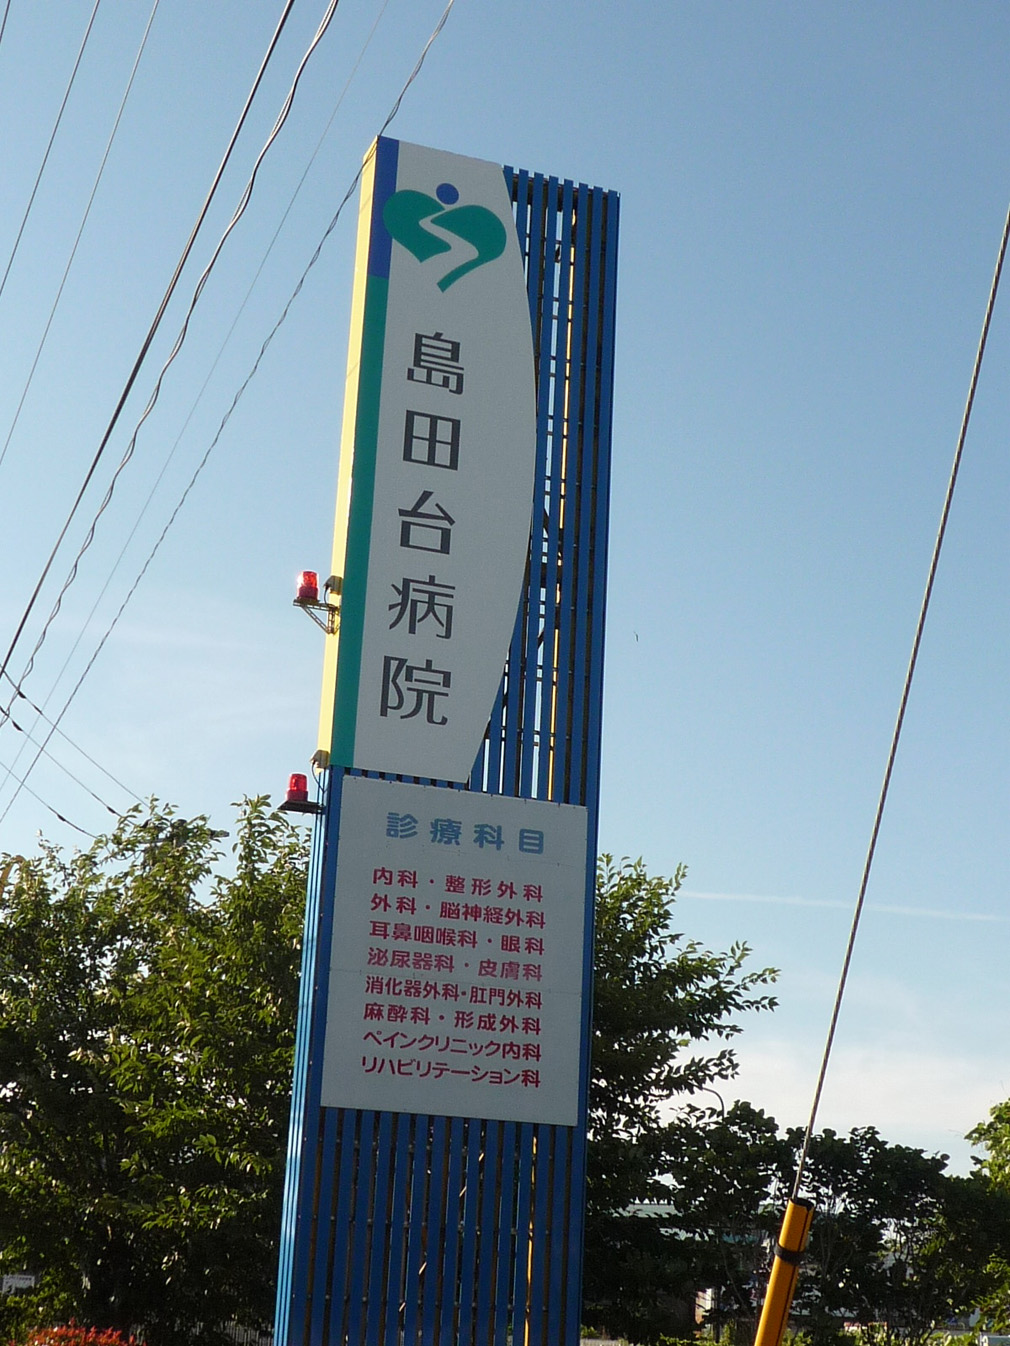 島田台病院
診療科目
内科・整形外科
外科・脳神経外科
耳鼻咽喉科・眼科
泌尿器科・皮膚科
消化器外科・肛門外科
麻酔科・形成外科
ペインクリニック内科
リハビリテーション科